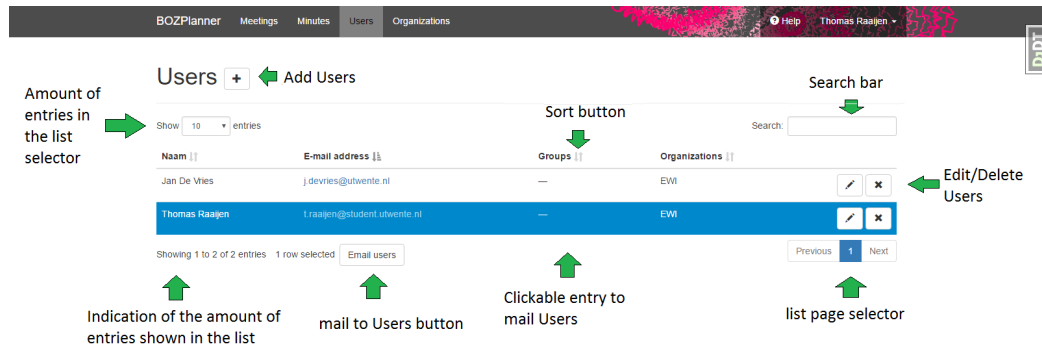 BOZPlanner Meetings Minutes Users Organizations Help Thomas Raaijen
DjDT
Users + Add Users
Search bar
Amount of
entries in
the list
selector
Sort button
Show 10 entries
Search:
Naam E-mail address Groups Organizations
Jan De Vries j.devries@utwente.nl — EWI
Edit/Delete
Users
Thomas Raaijen t.raaijen@student.utwente.nl — EWI
Showing 1 to 2 of 2 entries 1 row selected Email users
Previous 1 Next
Indication of the amount of
entries shown in the list
mail to Users button
Clickable entry to
mail Users
list page selector